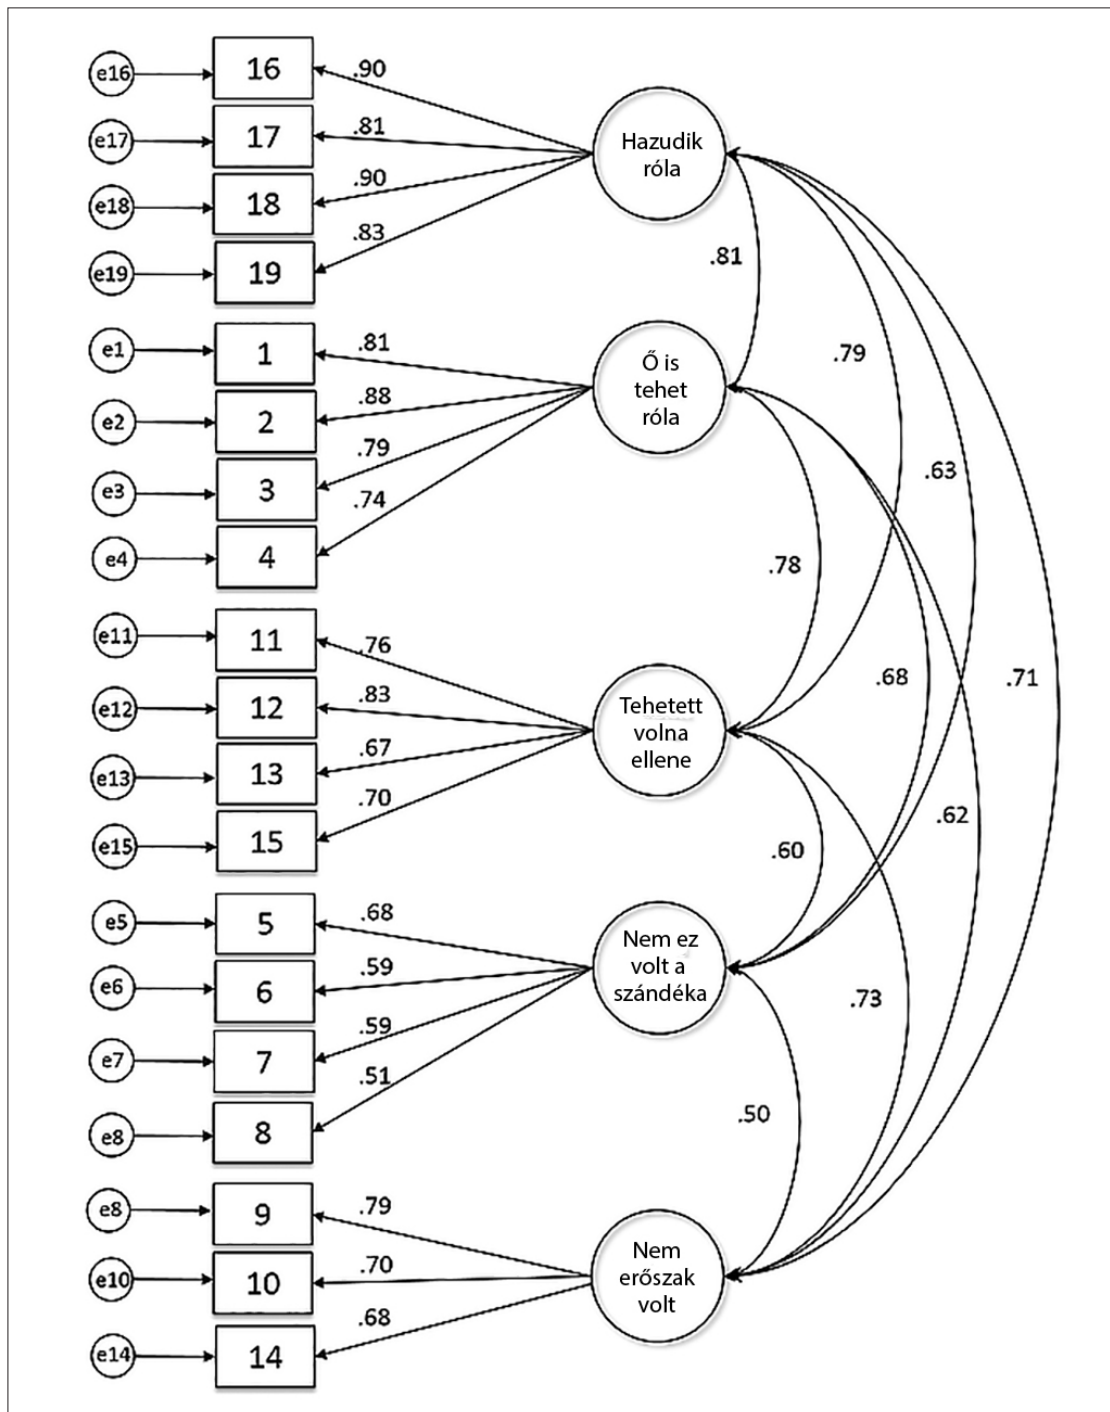 e16
16
.90
e17
17
.81
e18
18
.90
e19
19
.83
Hazudik
róla
.81
e1
1
.81
e2
2
.88
e3
3
.79
e4
4
.74
Ő is
tehet
róla
.79
.63
.78
.68
.71
e11
11
.76
e12
12
.83
e13
13
.67
e15
15
.70
Tehetett
volna
ellene
.62
.60
e5
5
.68
e6
6
.59
e7
7
.59
e8
8
.51
Nem ez
volt a
szándéka
.73
.50
e8
9
.79
e10
10
.70
e14
14
.68
Nem
erőszak
volt